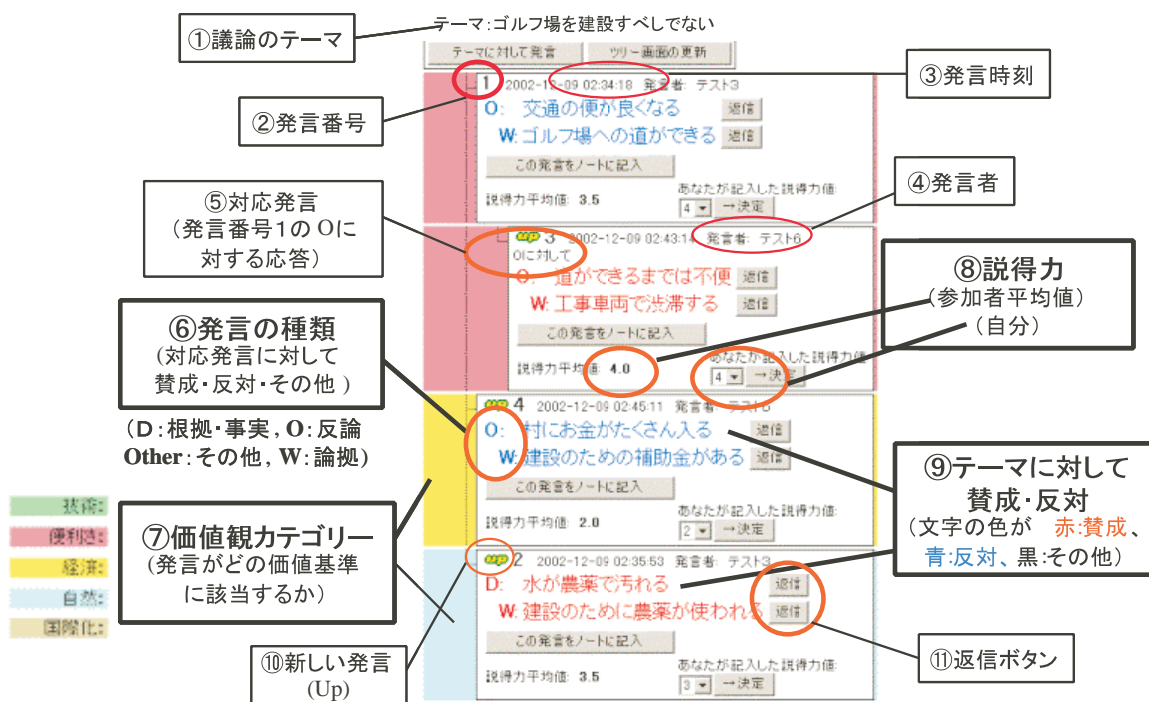 ①議論のテーマ
テーマ:ゴルフ場を建設すべしでない
テーマに対して発言
ツリー画面の更新
③発言時刻
②発言番号
1 2002-12-09 02:34:18 発言者: テスト3
O: 交通の便が良くなる 返信
W: ゴルフ場への道ができる 返信
この発言をノートに記入
説得力平均値: 3.5
あなたが記入した説得力値:
4 →決定
④発言者
⑤対応発言
(発言番号1のOに
対する応答)
up 3 2002-12-09 02:43:14 発言者: テスト6
Oに対して
O: 道ができるまでは不便 返信
W: 工事車両で渋滞する 返信
この発言をノートに記入
説得力平均値: 4.0
あなたが記入した説得力値
4 →決定
⑧説得力
(参加者平均値)
(自分)
⑥発言の種類
(対応発言に対して
賛成・反対・その他 )
(D:根拠・事実, O:反論
Other:その他, W:論拠)
up 4 2002-12-09 02:45:11 発言者: テスト6
O: 村にお金がたくさん入る 返信
W: 建設のための補助金がある 返信
この発言をノートに記入
説得力平均値: 2.0
あなたが記入した説得力値:
2 →決定
⑨テーマに対して
賛成・反対
(文字の色が 赤:賛成、
青:反対、黒:その他)
技術:
便利さ:
経済:
自然:
国際化:
⑦価値観カテゴリー
(発言がどの価値基準
に該当するか)
up 2 2002-12-09 02:35:53 発言者: テスト3
D: 水が農薬で汚れる 返信
W: 建設のために農薬が使われる 返信
この発言をノートに記入
説得力平均値: 3.5
あなたが記入した説得力値:
3 →決定
⑩新しい発言
(Up)
⑪返信ボタン